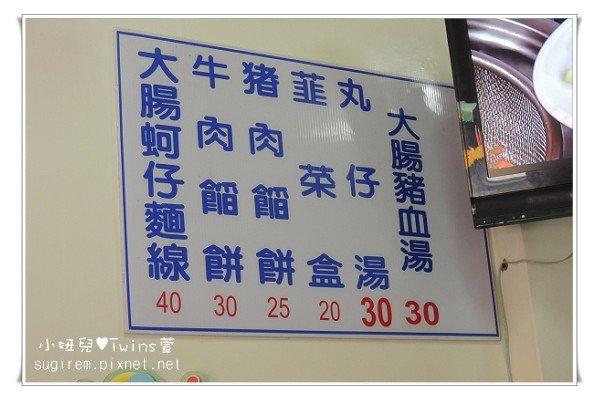 大腸蚵仔麵線 40
牛肉餡餅 30
猪肉餡餅 25
韮菜盒 20
丸仔湯 30
大腸豬血湯 30
小妞兒♥Twins萱
sugirem.pixnet.net